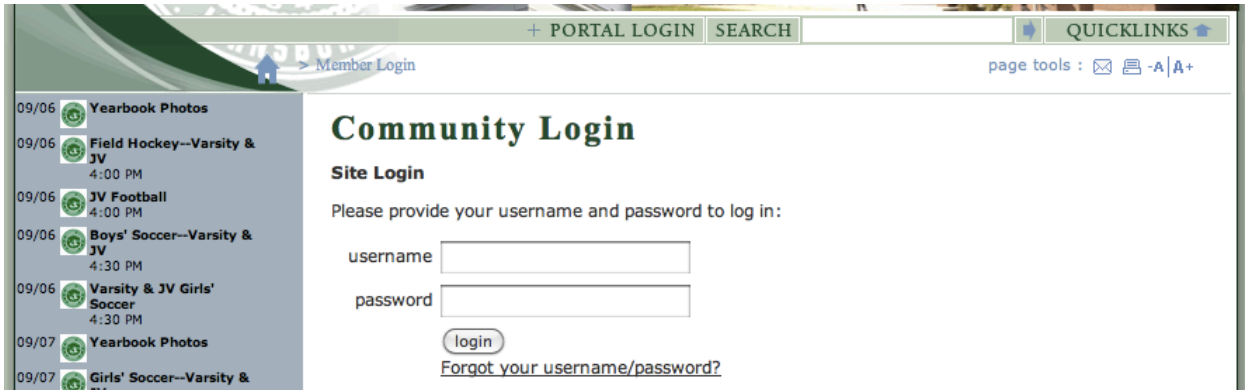 + PORTAL LOGIN
SEARCH
QUICKLINKS
> Member Login
page tools :
-A|A+
09/06 Yearbook Photos
09/06 Field Hockey--Varsity &
JV
4:00 PM
09/06 JV Football
4:00 PM
09/06 Boys' Soccer--Varsity &
JV
4:30 PM
09/06 Varsity & JV Girls'
Soccer
4:30 PM
09/07 Yearbook Photos
09/07 Girls' Soccer--Varsity &
Community Login
Site Login
Please provide your username and password to log in:
username
password
login
Forgot your username/password?